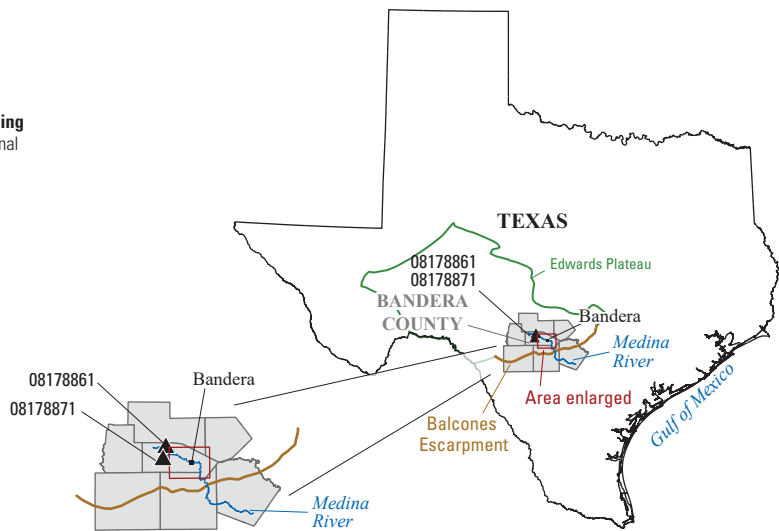 ing
nal
TEXAS
Edwards Plateau
08178861
08178871
BANDERA
COUNTY
Bandera
Medina
River
Area enlarged
Balcones
Escarpment
Gulf of Mexico
08178861
08178871
Bandera
Medina
River